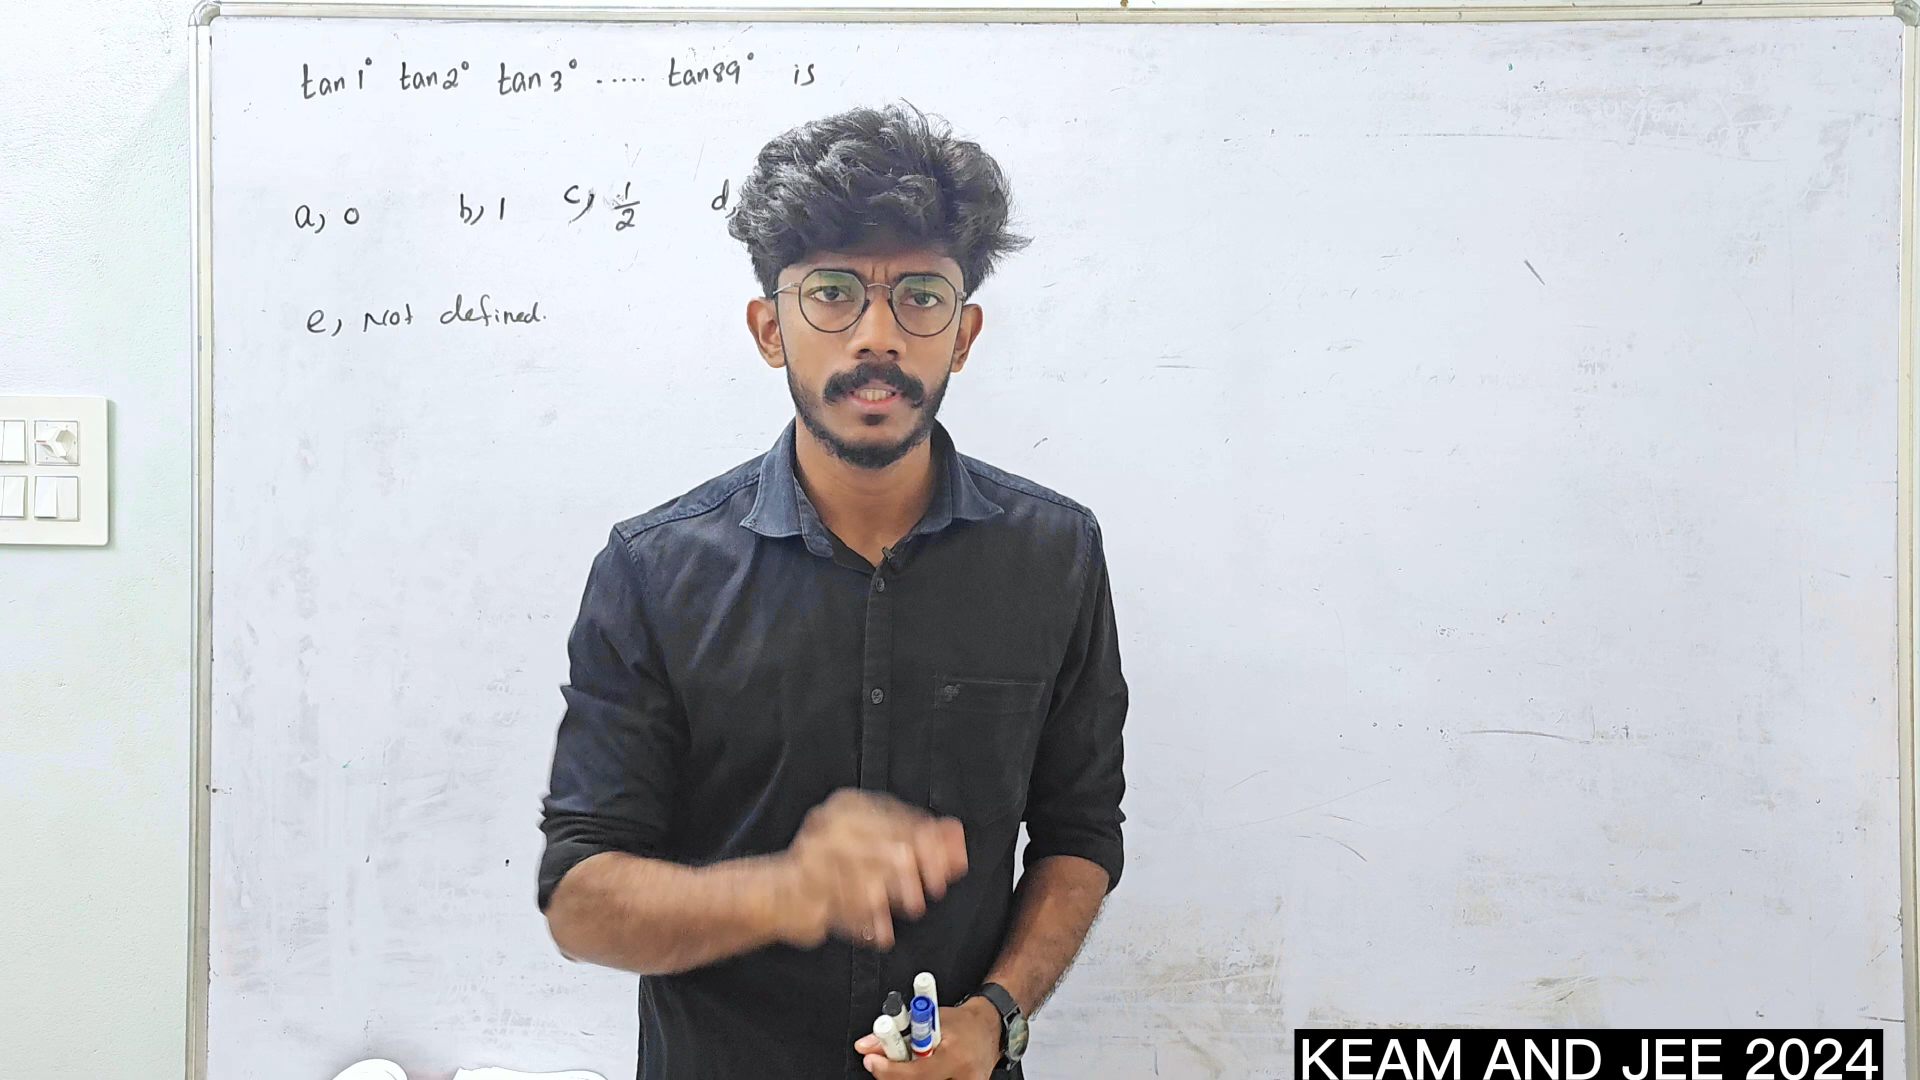 tan 1° tan 2° tan 3° ..... tan 89° is
a, 0 b, 1 c, 1/2 d,
e, Not defined.
KEAM AND JEE 2024